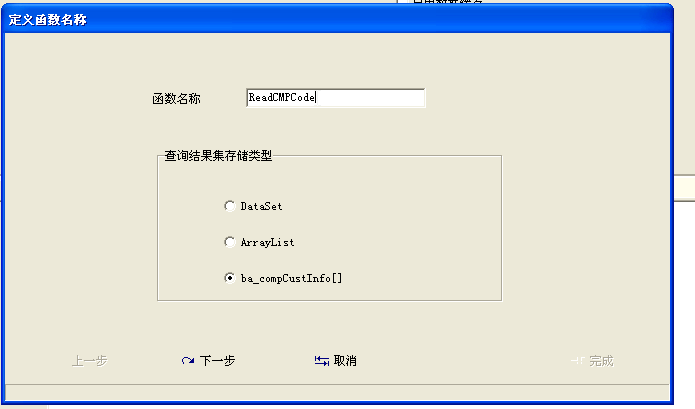 定义函数名称
函数名称
ReadCMPCode
查询结果集存储类型
DataSet
ArrayList
ba_compCustInfo[]
上一步 下一步 取消 完成